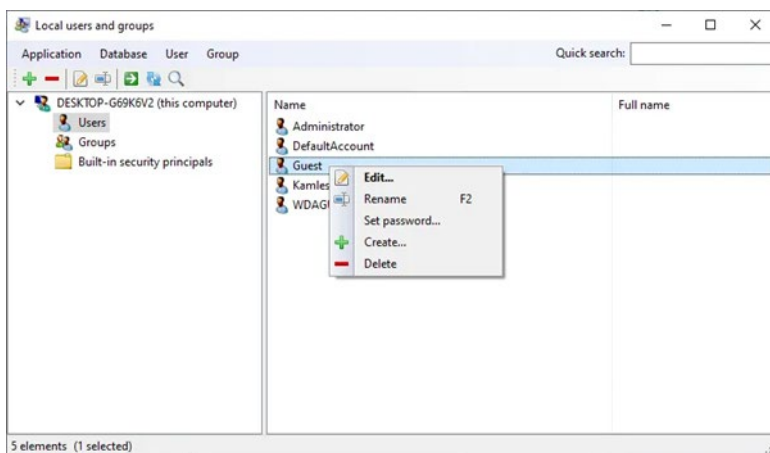 Local users and groups
Application Database User Group Quick search:
DESKTOP-G69K6V2 (this computer)
Users
Groups
Built-in security principals
Name Full name
Administrator
DefaultAccount
Guest
Kamles
WDAG
Edit...
Rename F2
Set password...
Create...
Delete
5 elements (1 selected)